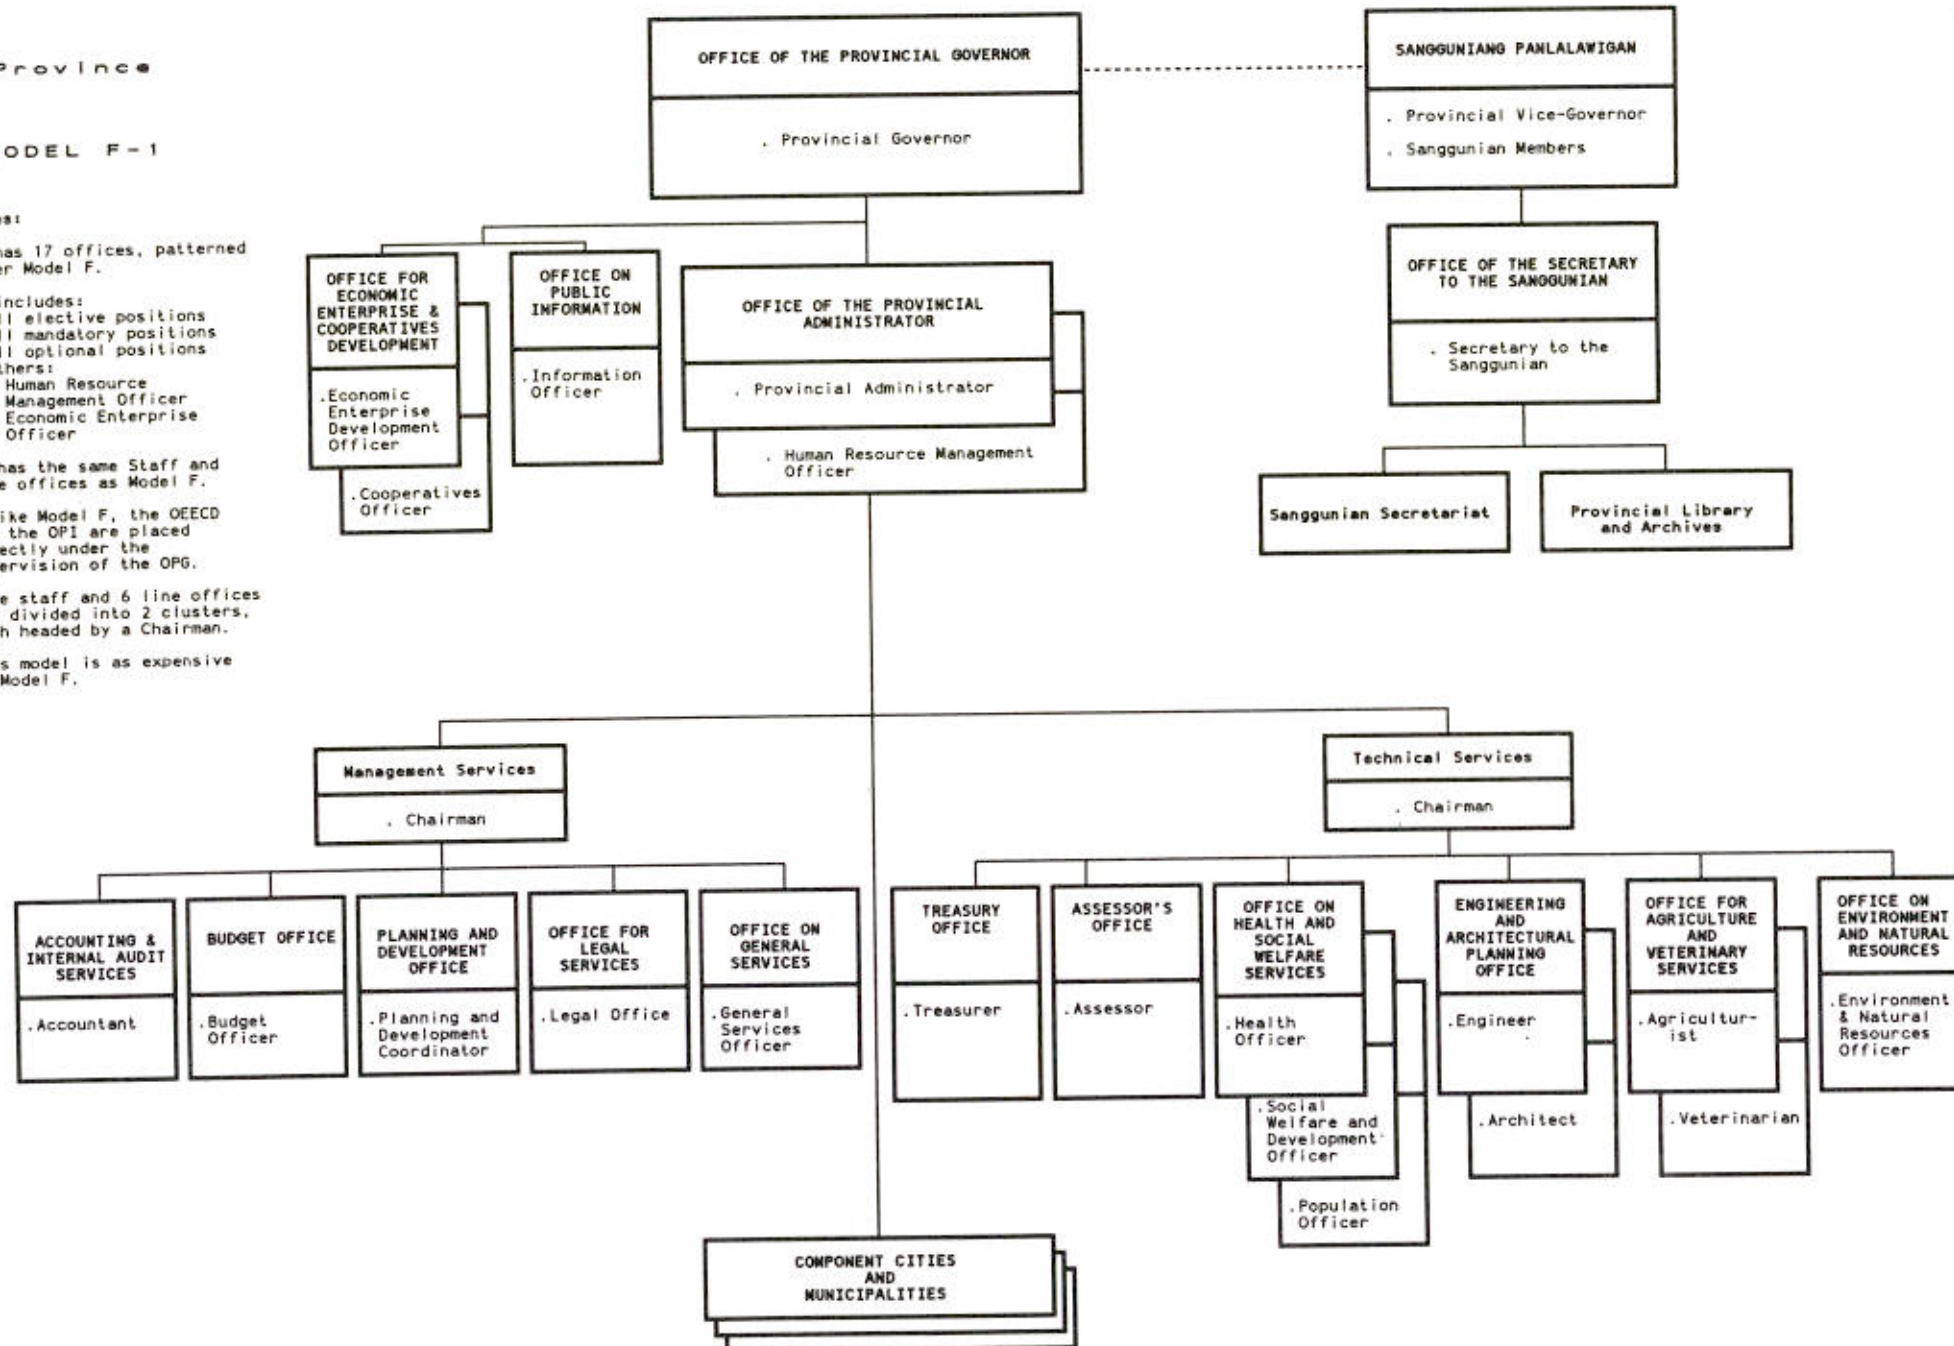 Province
ODEL F-1
es:
has 17 offices, patterned
er Model F.
includes:
ll elective positions
ll mandatory positions
ll optional positions
thers:
Human Resource
Management Officer
Economic Enterprise
Officer
has the same Staff and
e offices as Model F.
ike Model F, the OEECD
the OPI are placed
ectly under the
ervision of the OPG.
e staff and 6 line offices
divided into 2 clusters,
h headed by a Chairman.
s model is as expensive
Model F.
OFFICE OF THE PROVINCIAL GOVERNOR
. Provincial Governor
SANGGUNIANG PANLALAWIGAN
. Provincial Vice-Governor
. Sanggunian Members
OFFICE FOR
ECONOMIC
ENTERPRISE &
COOPERATIVES
DEVELOPMENT
.Economic
Enterprise
Development
Officer
.Cooperatives
Officer
OFFICE ON
PUBLIC
INFORMATION
.Information
Officer
OFFICE OF THE PROVINCIAL
ADMINISTRATOR
. Provincial Administrator
. Human Resource Management
Officer
OFFICE OF THE SECRETARY
TO THE SANGGUNIAN
. Secretary to the
Sanggunian
Sanggunian Secretariat
Provincial Library
and Archives
Management Services
. Chairman
Technical Services
. Chairman
ACCOUNTING &
INTERNAL AUDIT
SERVICES
.Accountant
BUDGET OFFICE
.Budget
Officer
PLANNING AND
DEVELOPMENT
OFFICE
.Planning and
Development
Coordinator
OFFICE FOR
LEGAL
SERVICES
.Legal Office
OFFICE ON
GENERAL
SERVICES
.General
Services
Officer
TREASURY
OFFICE
.Treasurer
ASSESSOR'S
OFFICE
.Assessor
OFFICE ON
HEALTH AND
SOCIAL
WELFARE
SERVICES
.Health
Officer
.Social
Welfare and
Development
Officer
.Population
Officer
ENGINEERING
AND
ARCHITECTURAL
PLANNING
OFFICE
.Engineer
.Architect
OFFICE FOR
AGRICULTURE
AND
VETERINARY
SERVICES
.Agricultur-
ist
.Veterinarian
OFFICE ON
ENVIRONMENT
AND NATURAL
RESOURCES
.Environment
& Natural
Resources
Officer
COMPONENT CITIES
AND
MUNICIPALITIES